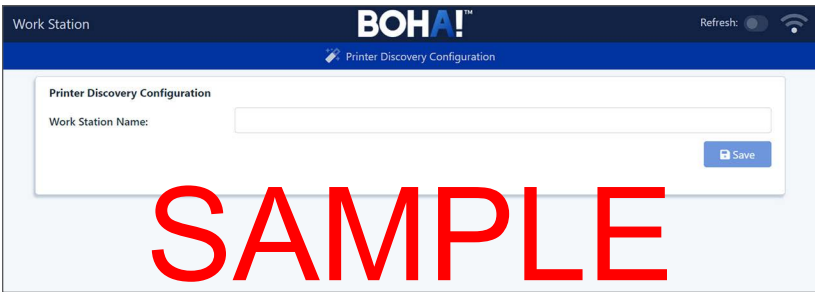 Work Station
BOHA!™
Refresh:
Printer Discovery Configuration
Printer Discovery Configuration
Work Station Name:
Save
SAMPLE